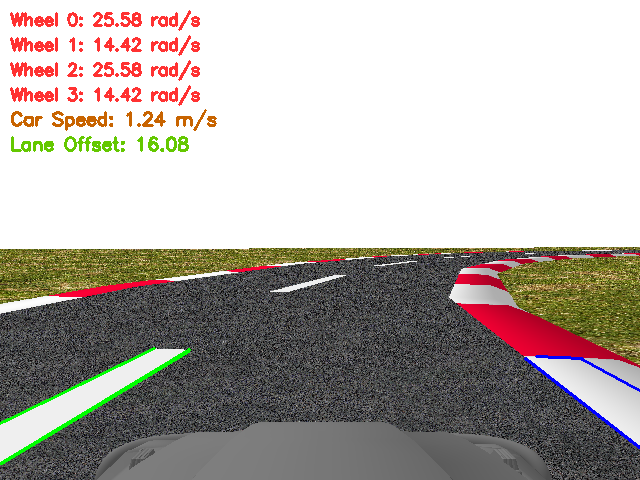 Wheel 0: 25.58 rad/s
Wheel 1: 14.42 rad/s
Wheel 2: 25.58 rad/s
Wheel 3: 14.42 rad/s
Car Speed: 1.24 m/s
Lane Offset: 16.08